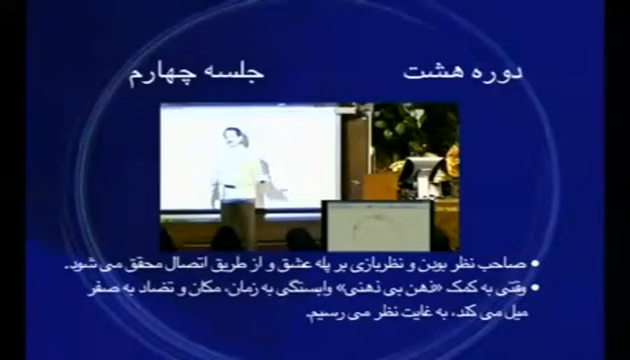 دوره هشت
جلسه چهارم
• صاحب نظر بودن و نظربازی بر پله عشق و از طریق اتصال محقق می شود.
• وقتی به کمک «ذهن بی ذهنی» وابستگی به زمان، مکان و تضاد به صفر
میل می کند، به غایت نظر می رسیم.